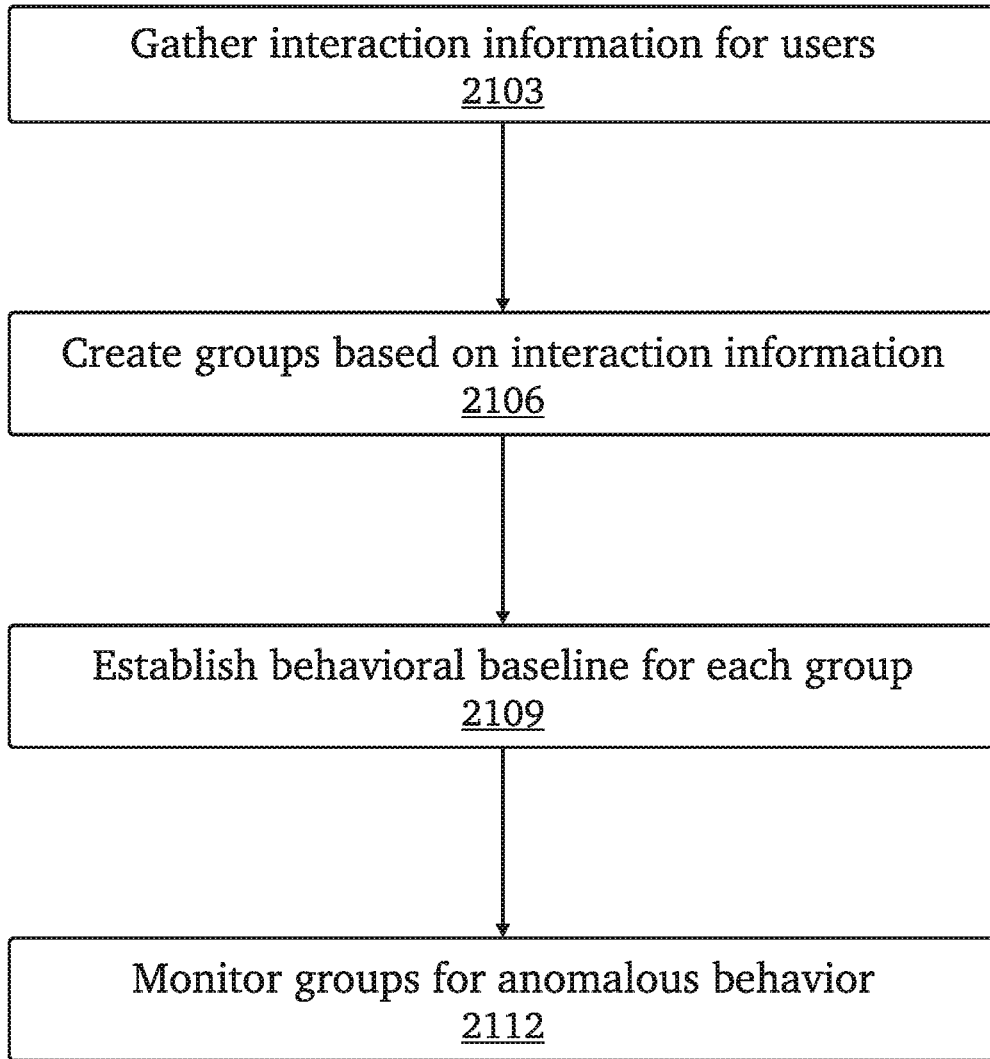 Gather interaction information for users
2103
Create groups based on interaction information
2106
Establish behavioral baseline for each group
2109
Monitor groups for anomalous behavior
2112